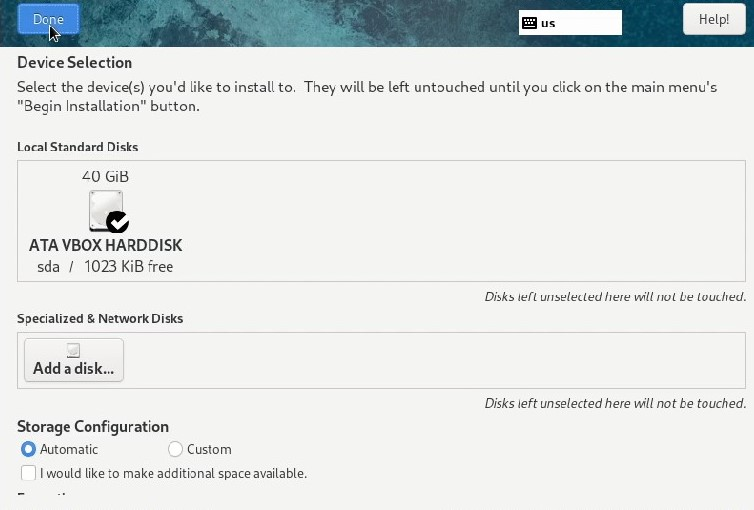 Done
us
Help!
Device Selection
Select the device(s) you'd like to install to. They will be left untouched until you click on the main menu's
"Begin Installation" button.
Local Standard Disks
40 GiB
ATA VBOX HARDDISK
sda / 1023 KiB free
Disks left unselected here will not be touched.
Specialized & Network Disks
Add a disk...
Disks left unselected here will not be touched.
Storage Configuration
Automatic
Custom
I would like to make additional space available.